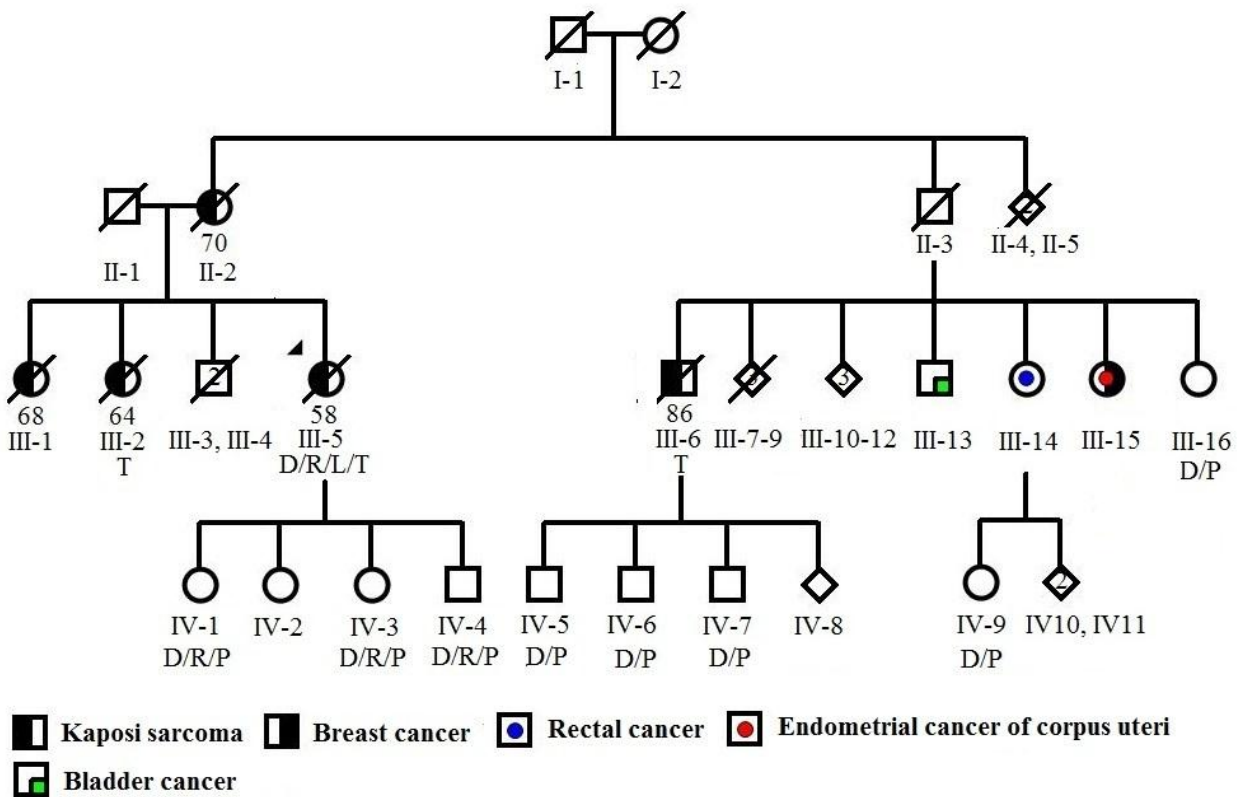 I-1 I-2
2
70 II-3 II-4, II-5
II-1 II-2
2 3 3
68 64 58 86
III-1 III-2 III-3, III-4 III-5 III-6 III-7-9 III-10-12 III-13 III-14 III-15 III-16
T D/R/L/T T D/P
2
IV-1 IV-2 IV-3 IV-4 IV-5 IV-6 IV-7 IV-8 IV-9 IV10, IV11
D/R/P D/R/P D/R/P D/P D/P D/P D/P
Kaposi sarcoma Breast cancer Rectal cancer Endometrial cancer of corpus uteri
Bladder cancer